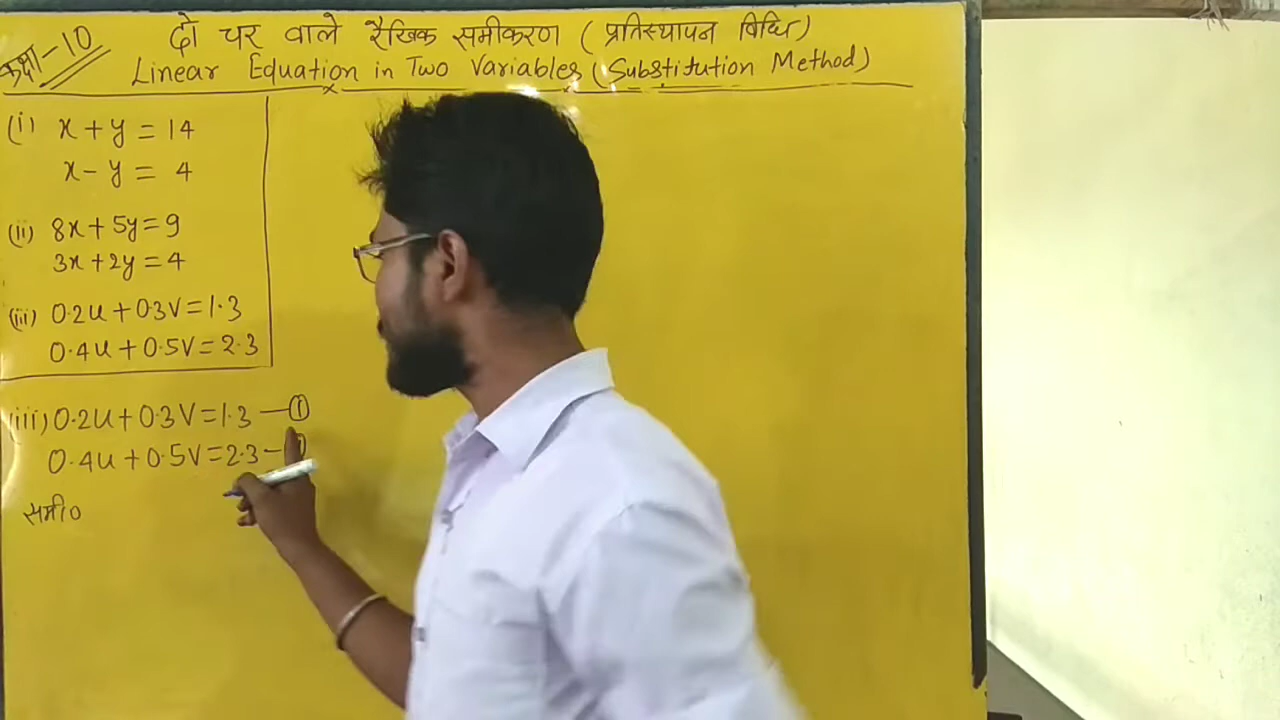 कक्षा-10
दो चर वाले रैखिक समीकरण (प्रतिस्थापन विधि)
Linear Equation in Two Variables (Substitution Method)
(i) x + y = 14
x - y = 4
(ii) 8x + 5y = 9
3x + 2y = 4
(iii) 0.2u + 0.3v = 1.3
0.4u + 0.5v = 2.3
(iii) 0.2u + 0.3v = 1.3 —①
0.4u + 0.5v = 2.3 —
समी०